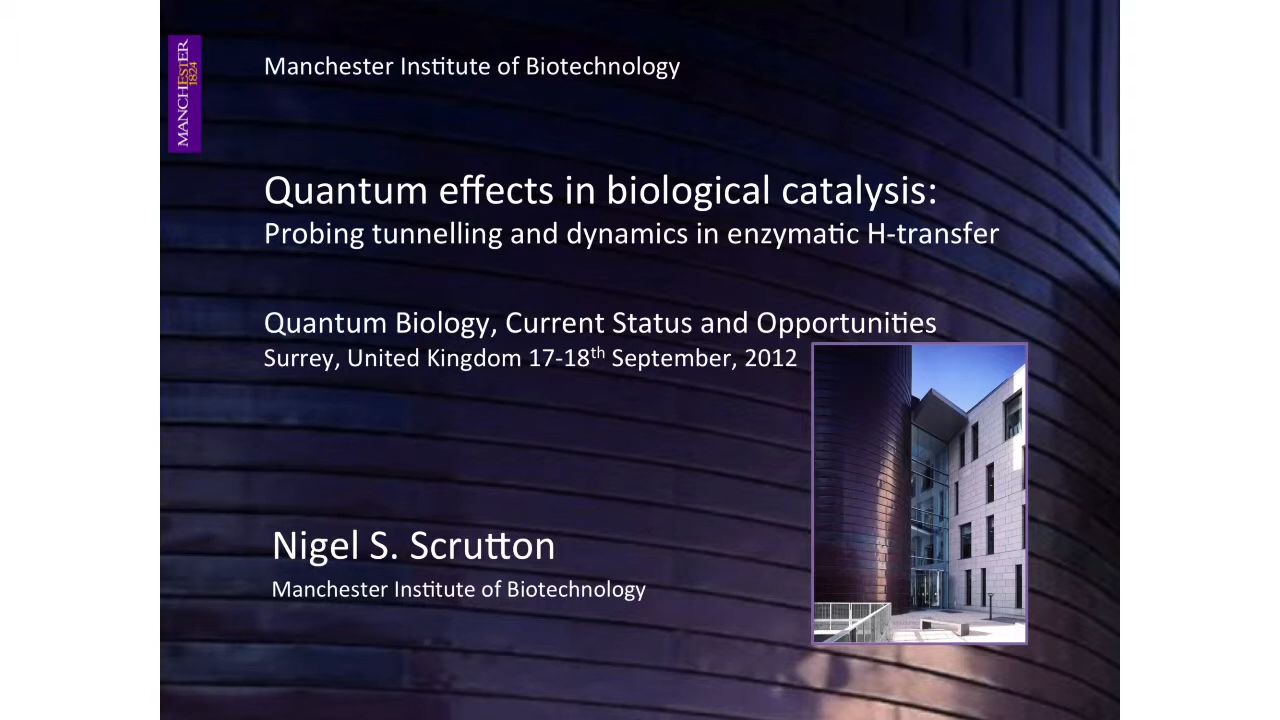 MANCHESTER
1824
Manchester Institute of Biotechnology
Quantum effects in biological catalysis:
Probing tunnelling and dynamics in enzymatic H-transfer
Quantum Biology, Current Status and Opportunities
Surrey, United Kingdom 17-18th September, 2012
Nigel S. Scrutton
Manchester Institute of Biotechnology